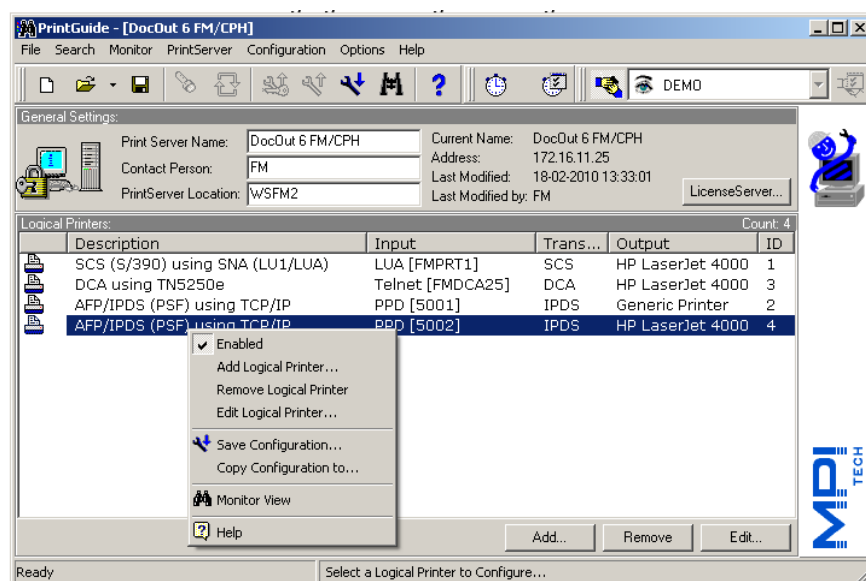 PrintGuide - [DocOut 6 FM/CPH]
File Search Monitor PrintServer Configuration Options Help
DEMO
General Settings:
Print Server Name: DocOut 6 FM/CPH Current Name: DocOut 6 FM/CPH
Contact Person: FM Address: 172.16.11.25
Last Modified: 18-02-2010 13:33:01
PrintServer Location: WSFM2 Last Modified by: FM LicenseServer...
Logical Printers: Count: 4
Description Input Trans... Output ID
SCS (S/390) using SNA (LU1/LUA) LUA [FMPRT1] SCS HP LaserJet 4000 1
DCA using TN5250e Telnet [FMDCA25] DCA HP LaserJet 4000 3
AFP/IPDS (PSF) using TCP/IP PPD [5001] IPDS Generic Printer 2
AFP/IPDS (PSF) using TCP/IP PPD [5002] IPDS HP LaserJet 4000 4
Enabled
Add Logical Printer...
Remove Logical Printer
Edit Logical Printer...
Save Configuration...
Copy Configuration to...
Monitor View
Help
Add... Remove Edit...
MPI TECH
Ready Select a Logical Printer to Configure...